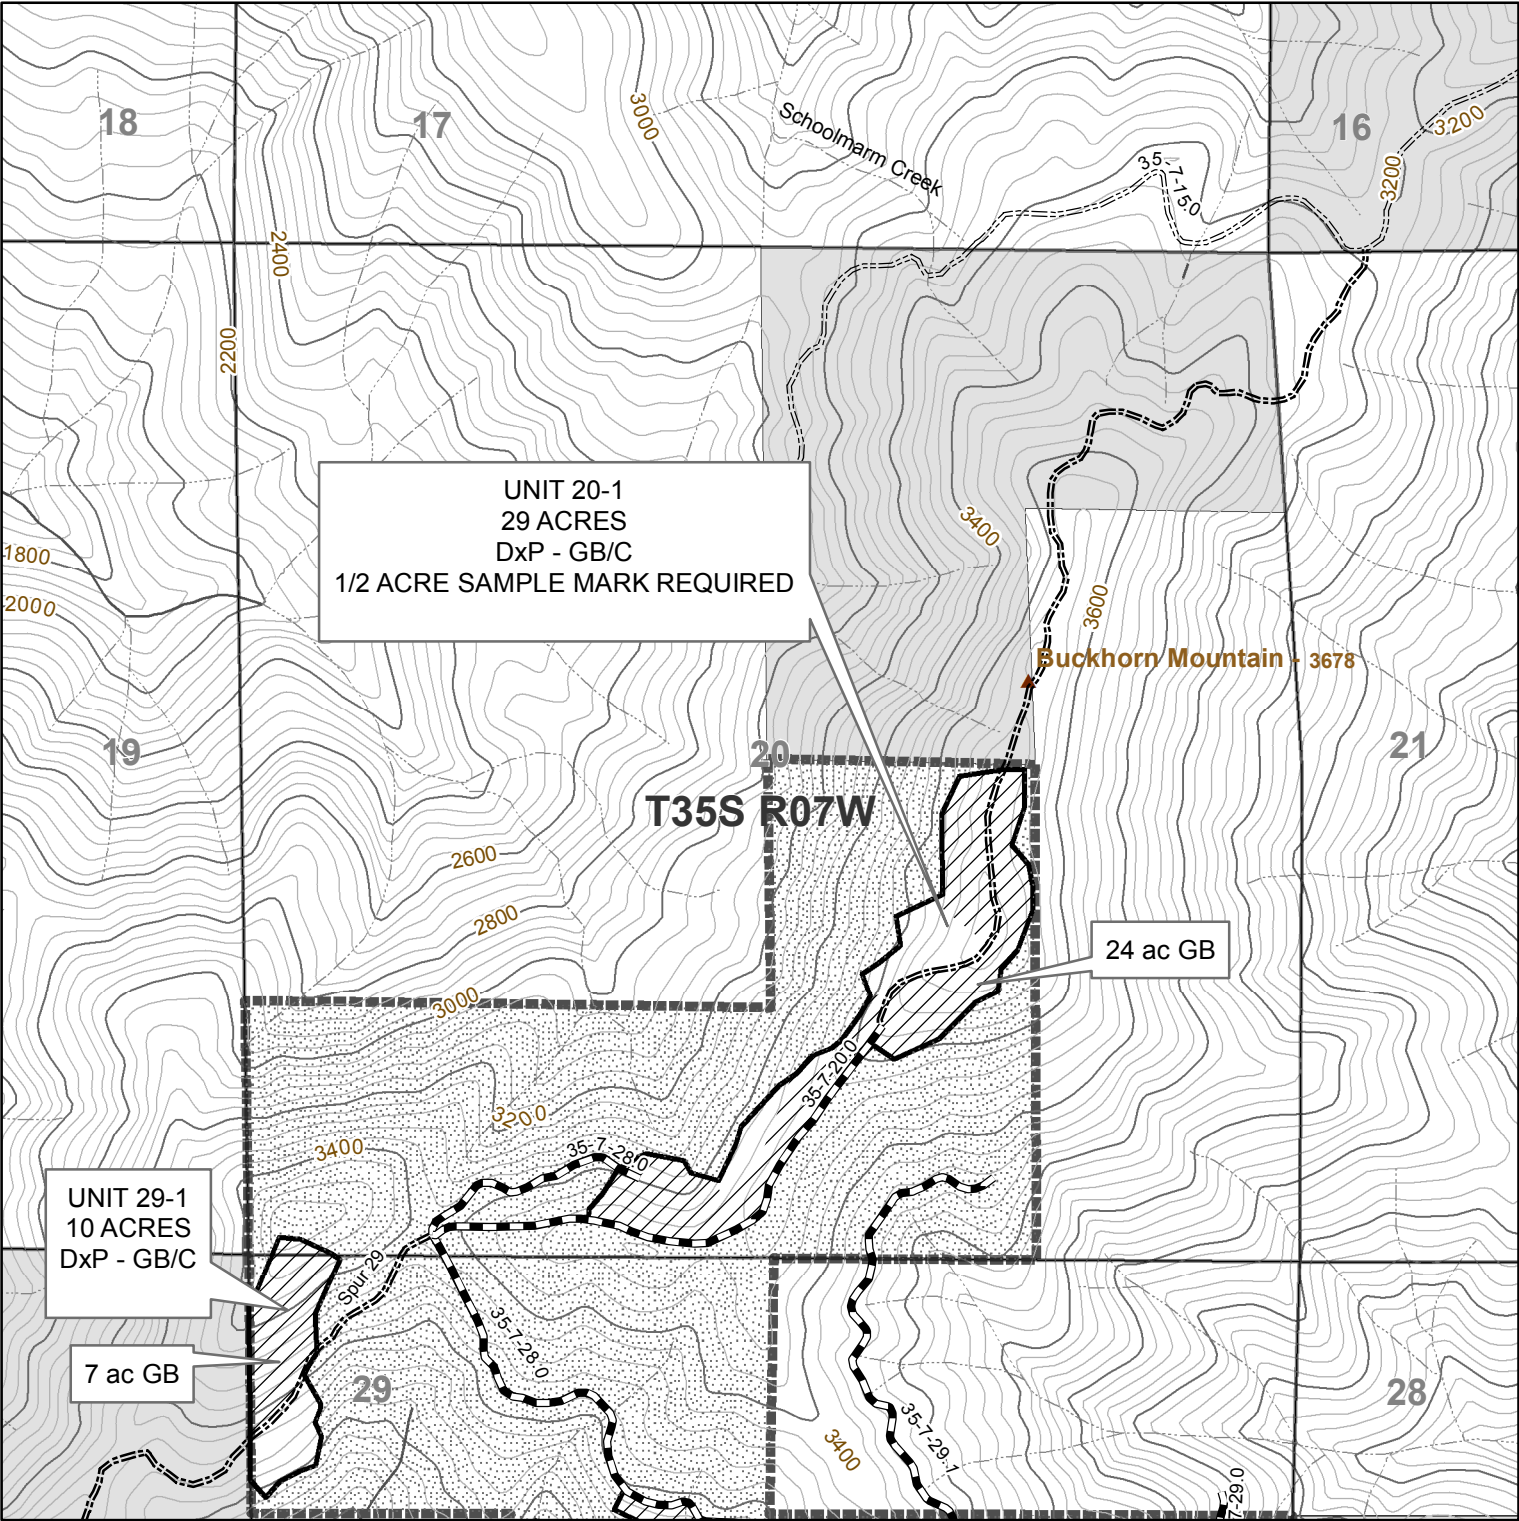 18
17
3000
Schoolmarm Creek
16
3200
3200
35-7-15.0
2400
2200
UNIT 20-1
29 ACRES
DxP - GB/C
1/2 ACRE SAMPLE MARK REQUIRED
3400
1800
2000
3600
Buckhorn Mountain - 3678
19
20
21
T35S R07W
2600
2800
24 ac GB
3000
35-7-20.0
3200
3400
35-7-28.0
UNIT 29-1
10 ACRES
DxP - GB/C
Spur 29
35-7-28.0
7 ac GB
29
28
35-7-29.1
3400
7-29.0